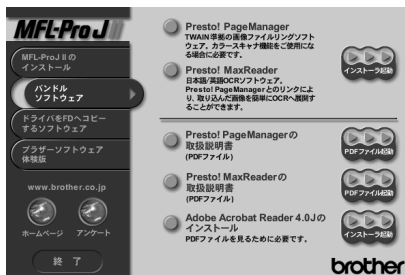 MFL-Pro J II
MFL-ProJ IIの
インストール
バンドル
ソフトウェア
ドライバをFDへコピー
するソフトウェア
ブラザーソフトウェア
体験版
www.brother.co.jp
ホームページ
アンケート
終了
Presto! PageManager
TWAIN準拠の画像ファイリングソフト
ウェア。カラースキャナ機能をご使用にな
る場合に必要です。
Presto! MaxReader
日本語/英語OCRソフトウェア。
Presto! PageManagerとのリンクによ
り、取り込んだ画像を簡単にOCRへ展開す
ることができます。
インストーラ起動
Presto! PageManagerの
取扱説明書
(PDFファイル)
PDFファイル起動
Presto! MaxReaderの
取扱説明書
(PDFファイル)
PDFファイル起動
Adobe Acrobat Reader 4.0Jの
インストール
PDFファイルを見るために必要です。
インストーラ起動
brother